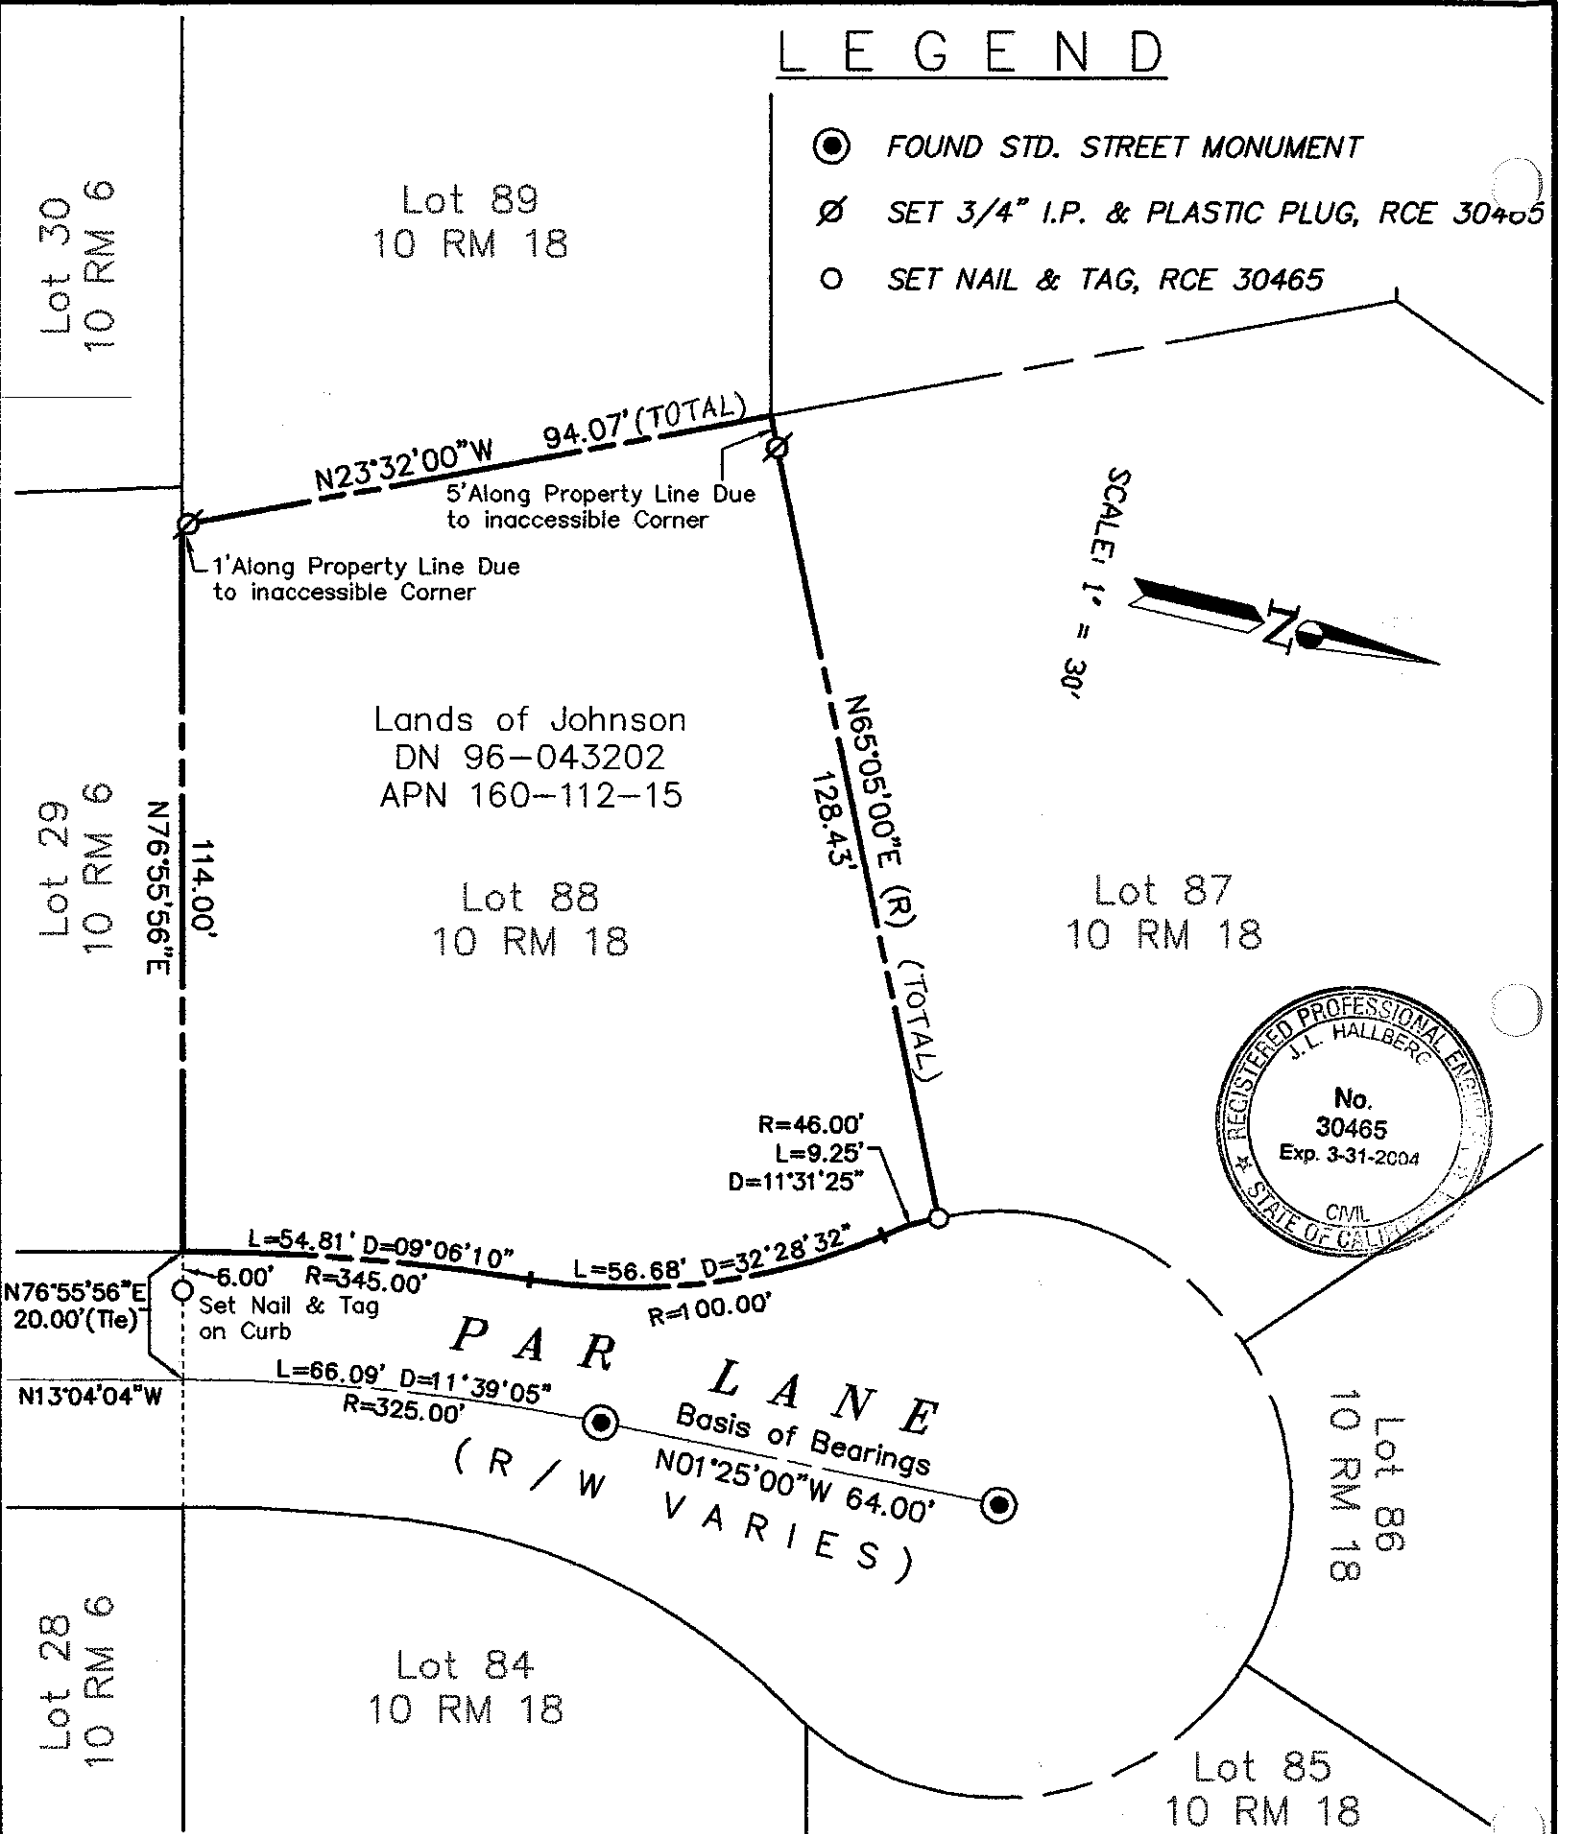 LEGEND
FOUND STD. STREET MONUMENT
SET 3/4" I.P. & PLASTIC PLUG, RCE 30465
SET NAIL & TAG, RCE 30465
Lot 30
10 RM 6
Lot 89
10 RM 18
N23°32'00"W
94.07' (TOTAL)
5' Along Property Line Due
to inaccessible Corner
1' Along Property Line Due
to inaccessible Corner
SCALE: 1" = 30'
N
Lands of Johnson
DN 96-043202
APN 160-112-15
N65°05'00"E (R) (TOTAL)
128.43'
Lot 29
10 RM 6
114.00'
N76°55'56"E
Lot 88
10 RM 18
Lot 87
10 RM 18
REGISTERED PROFESSIONAL ENGINEER
J.L. HALLBERG
No.
30465
Exp. 3-31-2004
CIVIL
STATE OF CALIFORNIA
R=46.00'
L=9.25'
D=11°31'25"
L=54.81' D=09°06'10"
R=345.00'
L=56.68' D=32°28'32"
R=100.00'
N76°55'56"E
20.00' (Tie)
6.00'
Set Nail & Tag
on Curb
PAR LANE
L=66.09' D=11°39'05"
R=325.00'
N13°04'04"W
Basis of Bearings
N01°25'00"W 64.00'
(R/W VARIES)
Lot 86
10 RM 18
Lot 28
10 RM 6
Lot 84
10 RM 18
Lot 85
10 RM 18